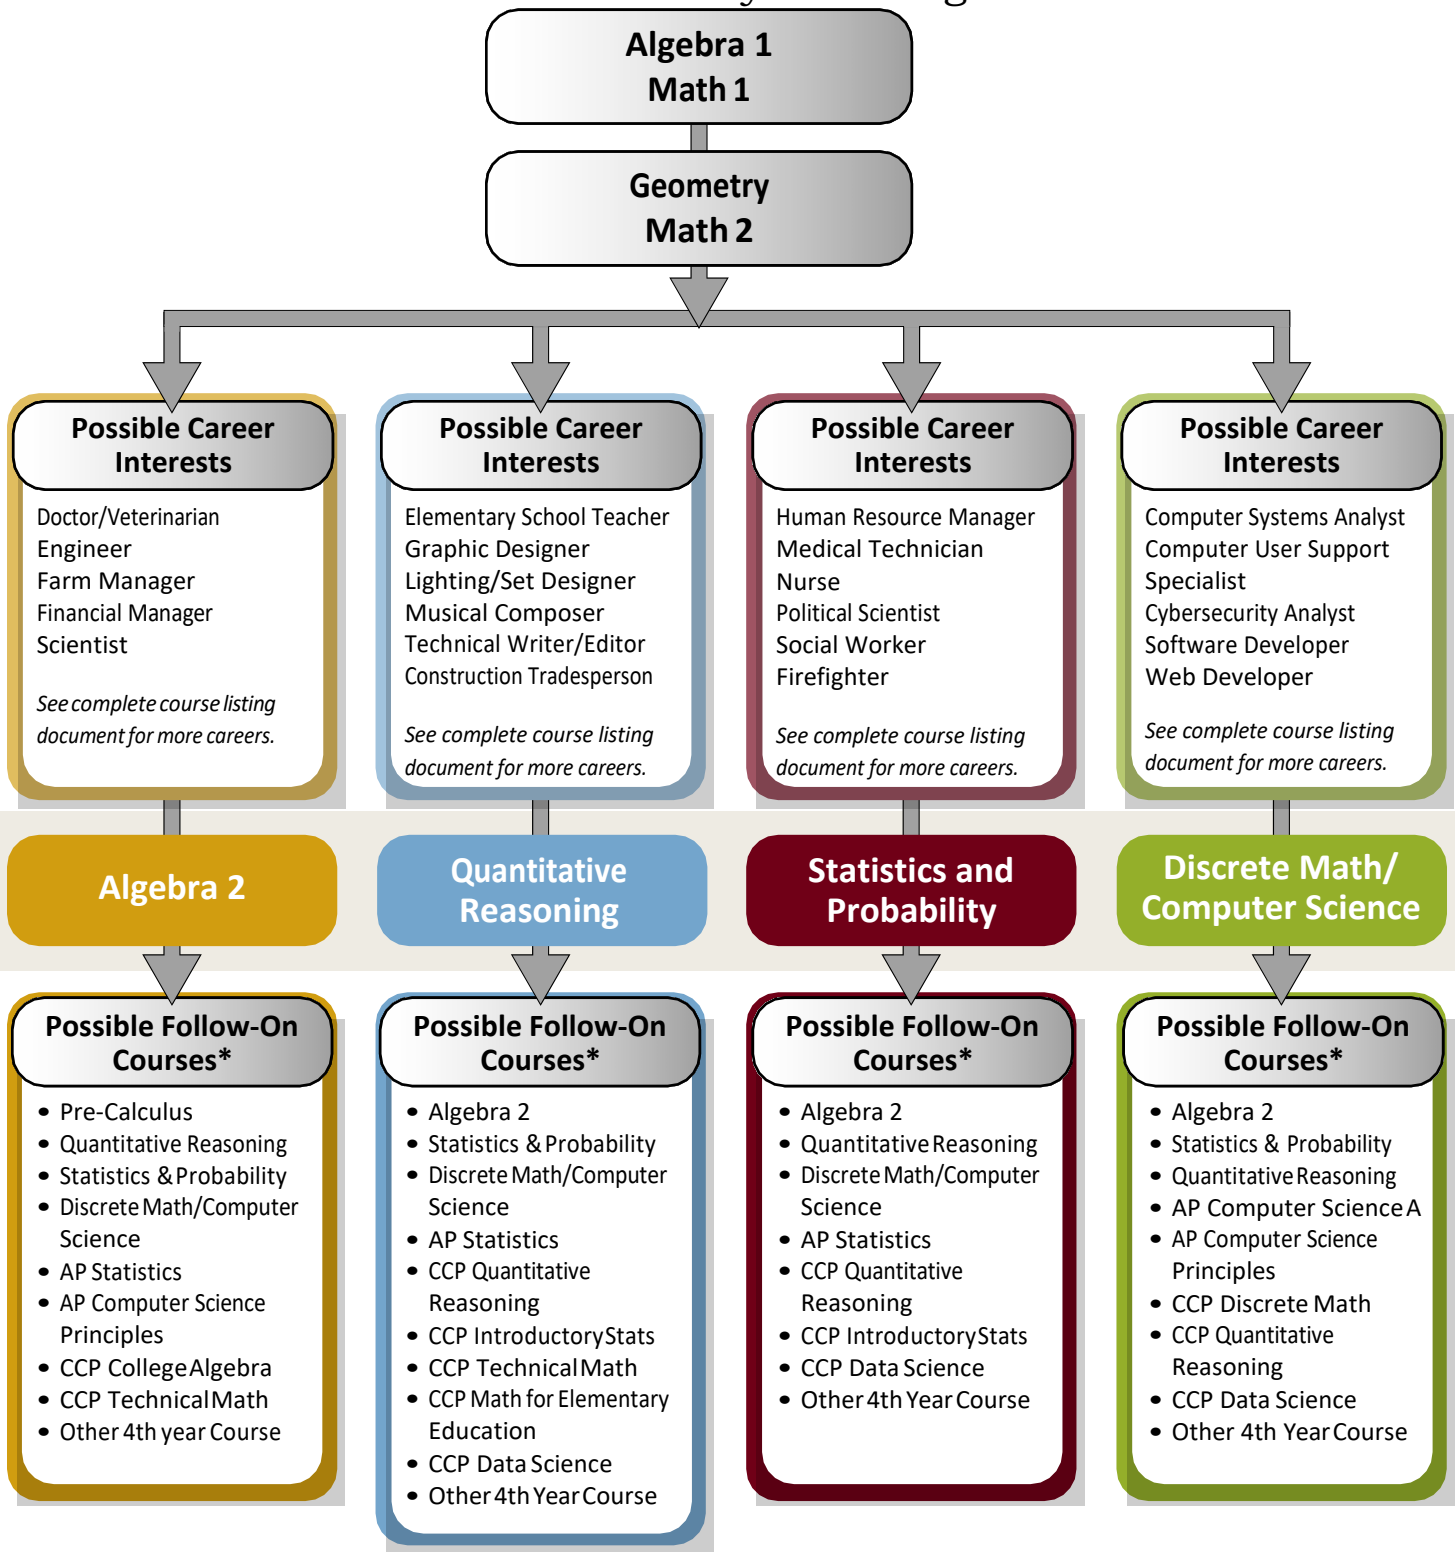 Algebra 1
Math 1
Geometry
Math 2
Possible Career
Interests
Doctor/Veterinarian
Engineer
Farm Manager
Financial Manager
Scientist
See complete course listing
document for more careers.
Possible Career
Interests
Elementary School Teacher
Graphic Designer
Lighting/Set Designer
Musical Composer
Technical Writer/Editor
Construction Tradesperson
See complete course listing
document for more careers.
Possible Career
Interests
Human Resource Manager
Medical Technician
Nurse
Political Scientist
Social Worker
Firefighter
See complete course listing
document for more careers.
Possible Career
Interests
Computer Systems Analyst
Computer User Support
Specialist
Cybersecurity Analyst
Software Developer
Web Developer
See complete course listing
document for more careers.
Algebra 2
Quantitative
Reasoning
Statistics and
Probability
Discrete Math/
Computer Science
Possible Follow-On
Courses*
• Pre-Calculus
• Quantitative Reasoning
• Statistics & Probability
• Discrete Math/Computer
Science
• AP Statistics
• AP Computer Science
Principles
• CCP College Algebra
• CCP Technical Math
• Other 4th year Course
Possible Follow-On
Courses*
• Algebra 2
• Statistics & Probability
• Discrete Math/Computer
Science
• AP Statistics
• CCP Quantitative
Reasoning
• CCP Introductory Stats
• CCP Technical Math
• CCP Math for Elementary
Education
• CCP Data Science
• Other 4th Year Course
Possible Follow-On
Courses*
• Algebra 2
• Quantitative Reasoning
• Discrete Math/Computer
Science
• AP Statistics
• CCP Quantitative
Reasoning
• CCP Introductory Stats
• CCP Data Science
• Other 4th Year Course
Possible Follow-On
Courses*
• Algebra 2
• Statistics & Probability
• Quantitative Reasoning
• AP Computer Science A
• AP Computer Science
Principles
• CCP Discrete Math
• CCP Quantitative
Reasoning
• CCP Data Science
• Other 4th Year Course